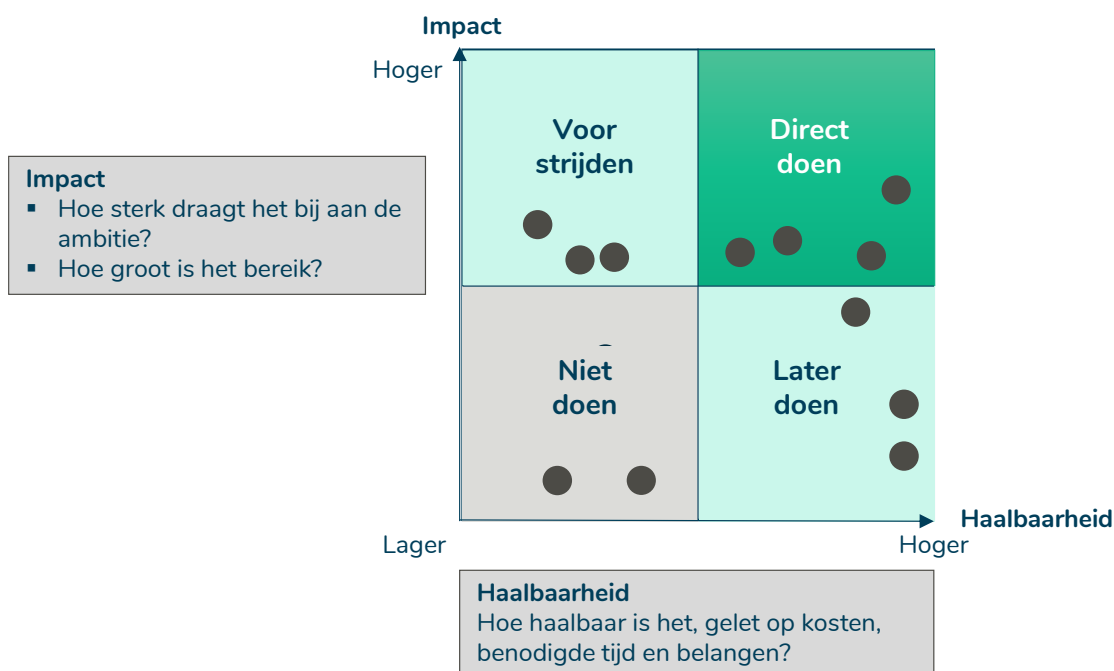 Impact
Hoger
Voor
strijden
Direct
doen
Impact
▪ Hoe sterk draagt het bij aan de
ambitie?
▪ Hoe groot is het bereik?
Niet
doen
Later
doen
Haalbaarheid
Lager
Hoger
Haalbaarheid
Hoe haalbaar is het, gelet op kosten,
benodigde tijd en belangen?